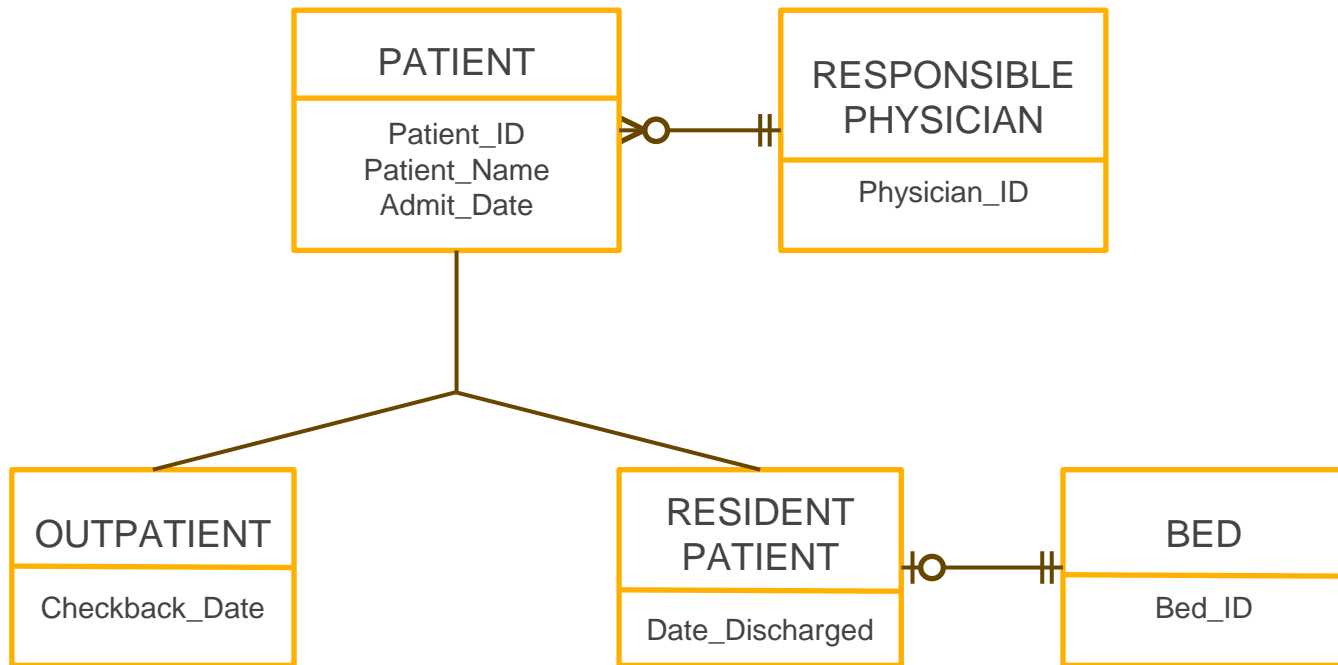 PATIENT
Patient_ID
Patient_Name
Admit_Date
RESPONSIBLE
PHYSICIAN
Physician_ID
OUTPATIENT
Checkback_Date
RESIDENT
PATIENT
Date_Discharged
BED
Bed_ID